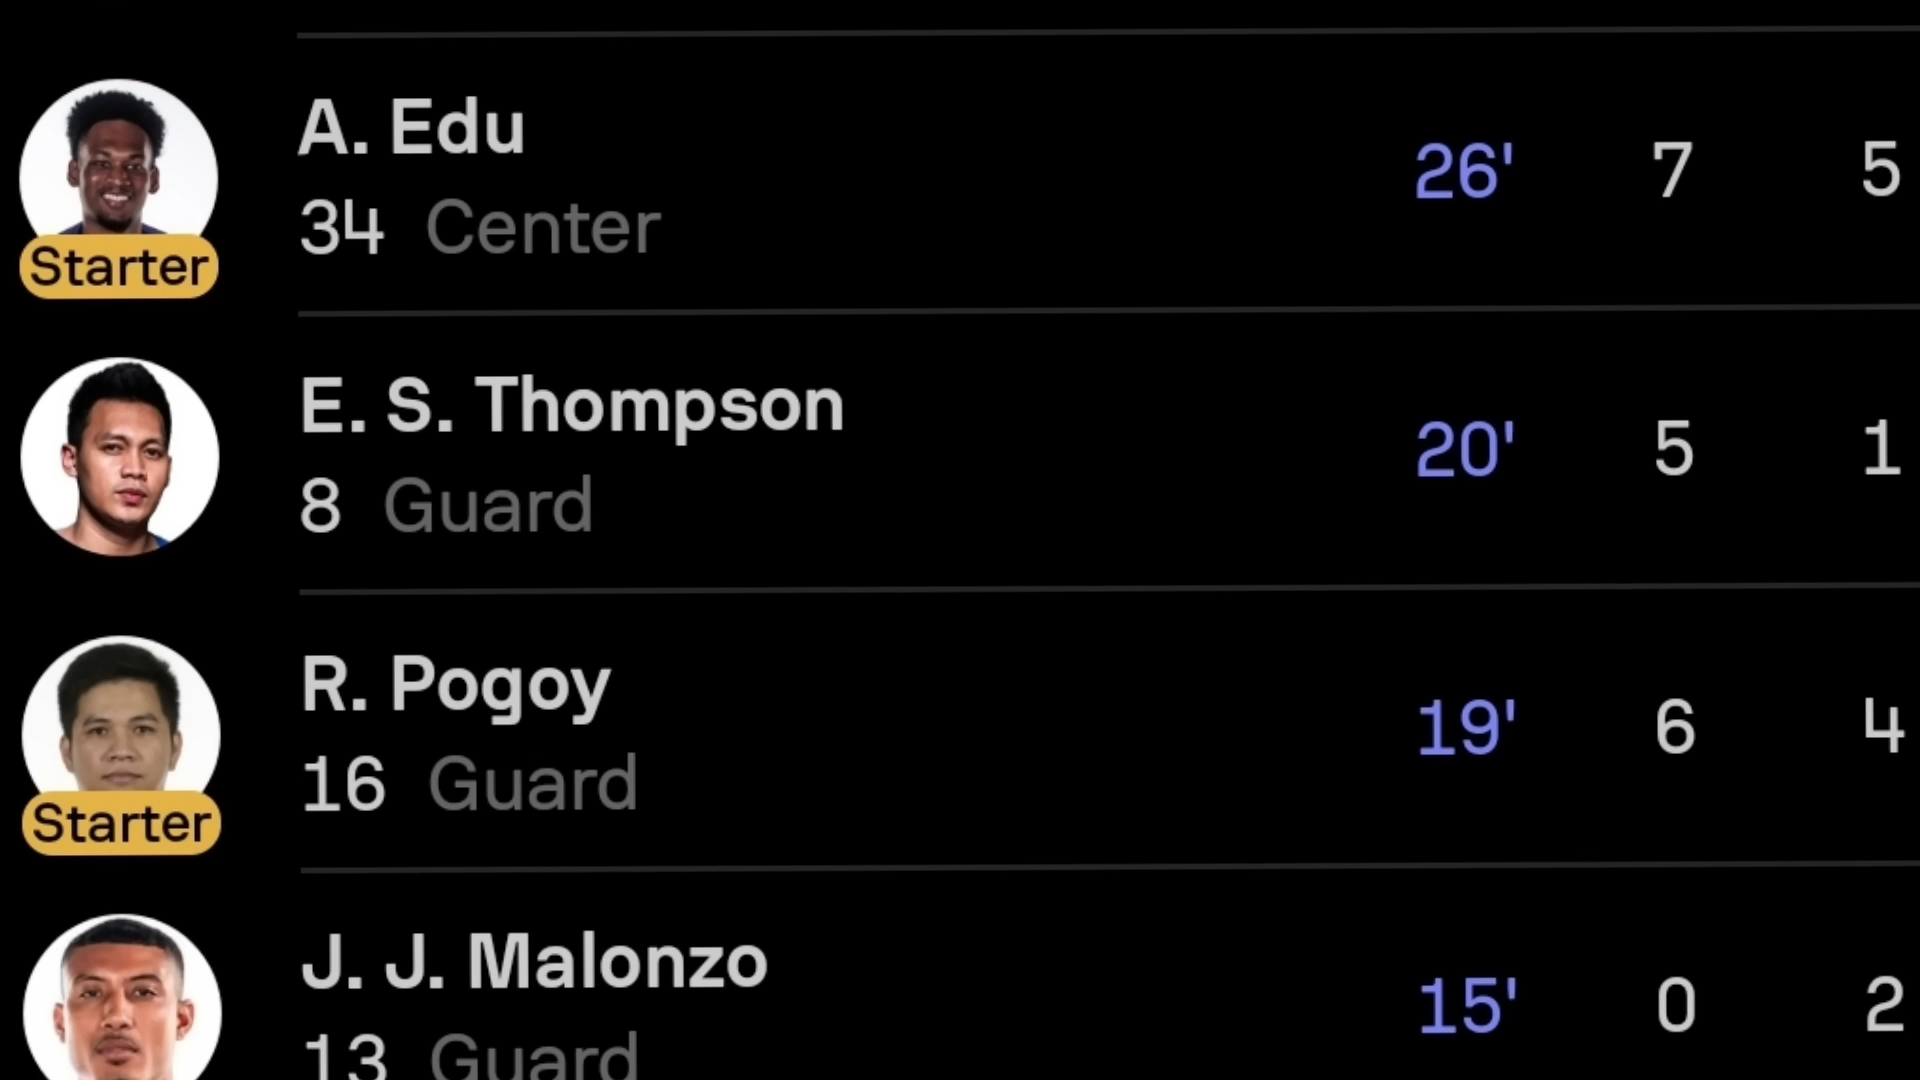 A. Edu
26' 7 5
34 Center
Starter
E. S. Thompson
20' 5 1
8 Guard
R. Pogoy
19' 6 4
16 Guard
Starter
J. J. Malonzo
15' 0 2
13 Guard